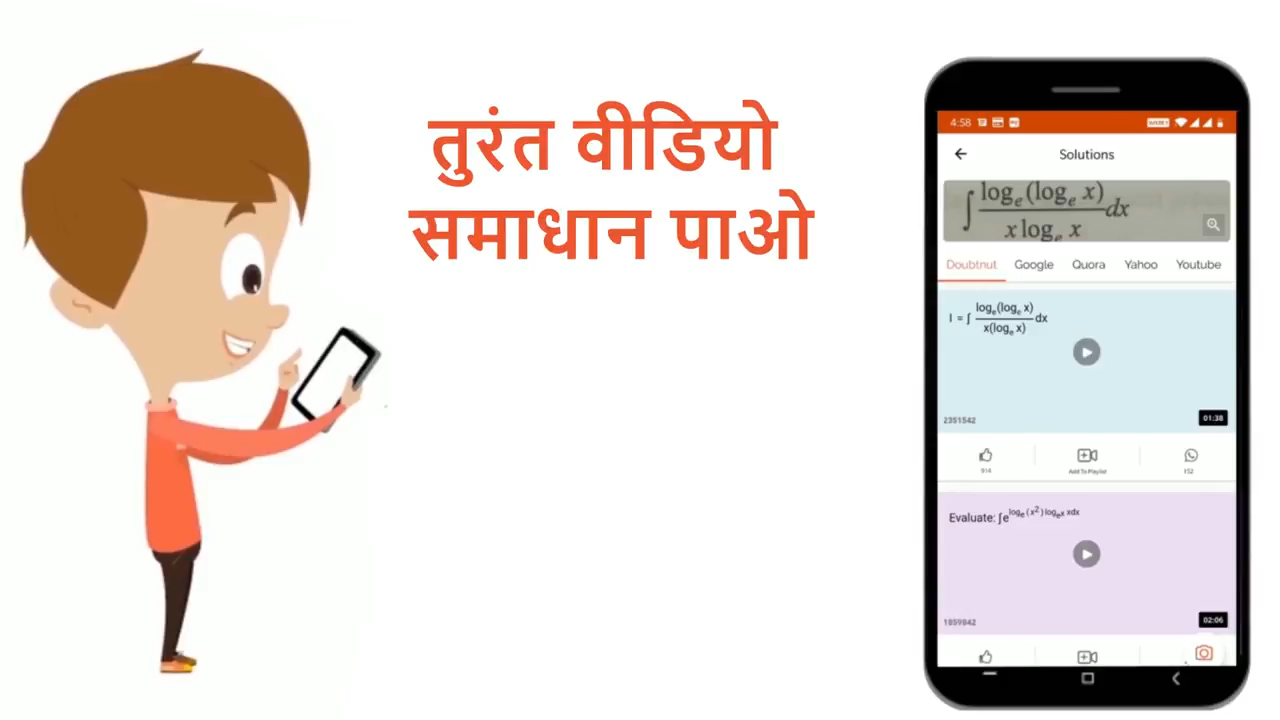 तुरंत वीडियो
समाधान पाओ
4:58
Solutions
∫ logₑ(logₑ x) / x logₑ x dx
Doubtnut Google Quora Yahoo Youtube
I = ∫ logₑ(logₑ x) / x(logₑ x) dx
2351542 01:38
914 Add To Playlist 152
Evaluate: ∫e^logₑ(x²)logₑx xdx
1859842 02:06